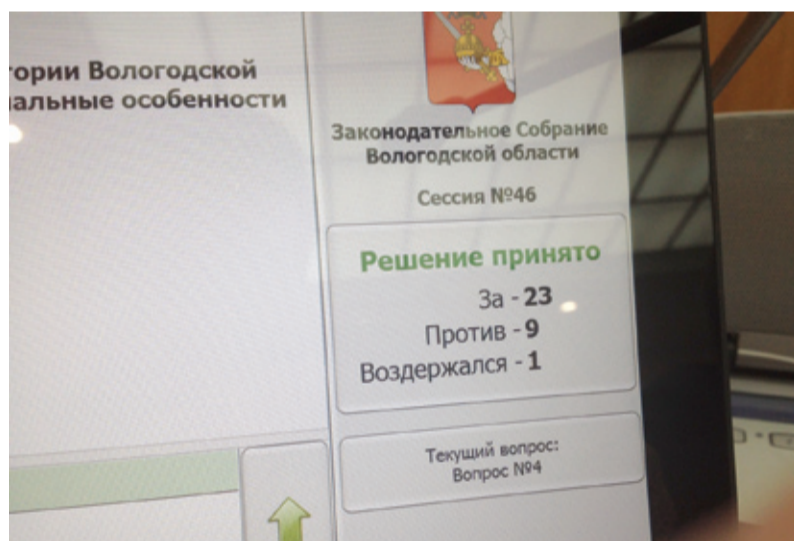 ории Вологодской
альные особенности
Законодательное Собрание
Вологодской области
Сессия №46
Решение принято
За - 23
Против - 9
Воздержался - 1
Текущий вопрос:
Вопрос №4